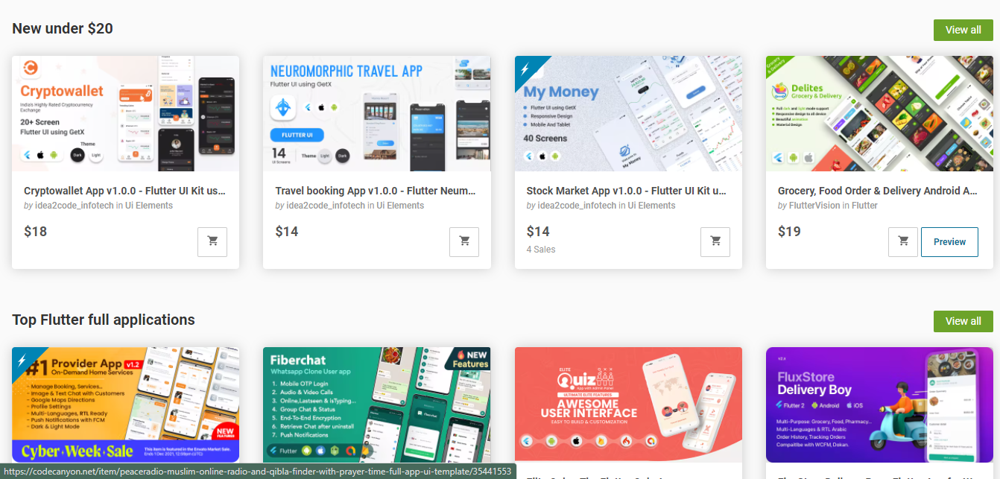 New under $20
View all
Cryptowallet
India's Highly Rated Cryptocurrency
Exchange
20+ Screen
Flutter UI using GetX
Theme
Dark
Light
NEUROMORPHIC TRAVEL APP
Flutter UI using GetX
FLUTTER UI
14
UI Screens
Theme
Light
Dark
My Money
Flutter UI using GetX
Responsive Design
Mobile And Tablet
40 Screens
Welcome to
My Money
Grocery
& Delivery
Delites
Grocery & Delivery
Full dark and light mode support
Responsive design to all device
Beautiful animation
Material Design
Cryptowallet App v1.0.0 - Flutter UI Kit us...
by idea2code_infotech in Ui Elements
$18
Travel booking App v1.0.0 - Flutter Neum...
by idea2code_infotech in Ui Elements
$14
Stock Market App v1.0.0 - Flutter UI Kit u...
by idea2code_infotech in Ui Elements
$14
4 Sales
Grocery, Food Order & Delivery Android A...
by FlutterVision in Flutter
$19
Preview
Top Flutter full applications
View all
#1 Provider App v1.2
On-Demand Home Services
- Manage Booking, Services...
- Image & Text Chat with Customers
- Google Maps Directions
- Profile Settings
- Multi-Languages, RTL Ready
- Push Notifications with FCM
- Dark & Light Mode
NEW
FEATURES
Cyber·Week·Sale
This item is featured in the Envato Market Sale.
Ends 1 Dec 2021, 12:59pm (UTC)
Fiberchat
Whatsapp Clone User app
NEW
Features
1. Mobile OTP Login
2. Audio & Video Calls
3. Online,Lastseen & isTyping...
4. Group Chat & Status
5. End-To-End Encryption
6. Retrieve Chat after uninstall
7. Push Notifications
Flutter
ELITE
Quiz
App with admin Panel
ULTIMATE ELITE FEATURES
AWESOME
USER INTERFACE
EASY TO BUILD & CUSTOMIZATION
v2.4
FluxStore
Delivery Boy
Flutter 2
Android
iOS
Multi-Purpose: Grocery, Food, Pharmacy...
Multi-Languages & RTL Arabic
Order History, Tracking Orders
Compatible with WCFM, Dokan.
https://codecanyon.net/item/peaceradio-muslim-online-radio-and-qibla-finder-with-prayer-time-full-app-ui-template/35441553